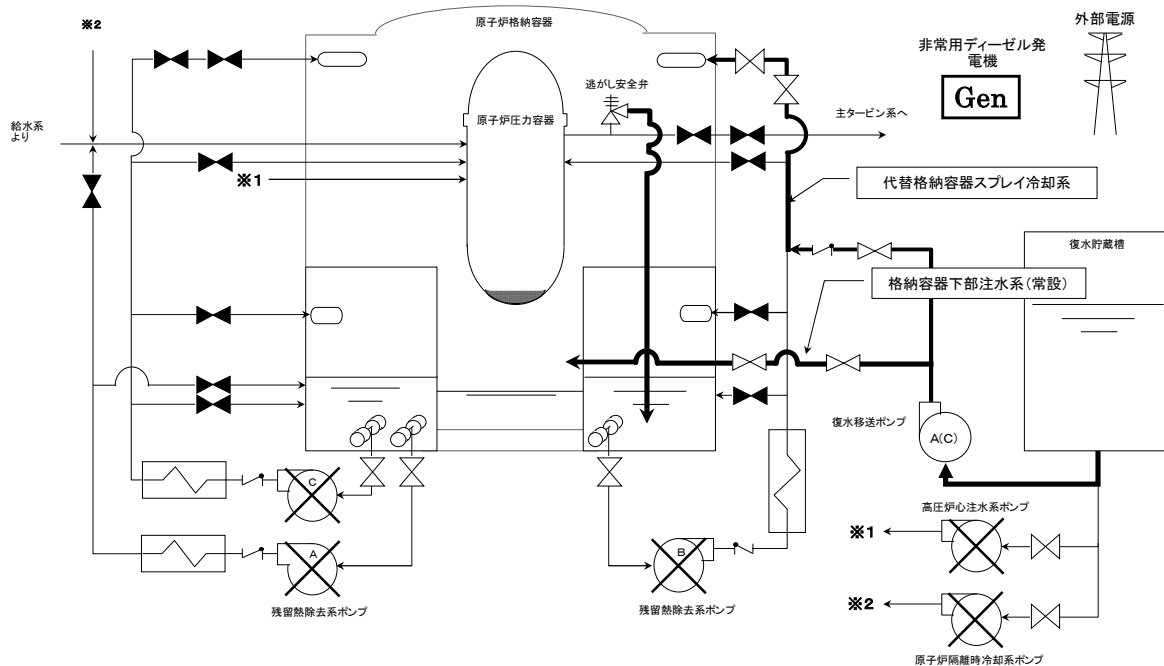 ※2
原子炉格納容器
外部電源
非常用ディーゼル発
電機
Gen
逃がし安全弁
原子炉圧力容器
給水系
より
主タービン系へ
※1
代替格納容器スプレイ冷却系
復水貯蔵槽
格納容器下部注水系(常設)
復水移送ポンプ
A(C)
C
高圧炉心注水系ポンプ
※1
A
B
残留熱除去系ポンプ
残留熱除去系ポンプ
※2
原子炉隔離時冷却系ポンプ